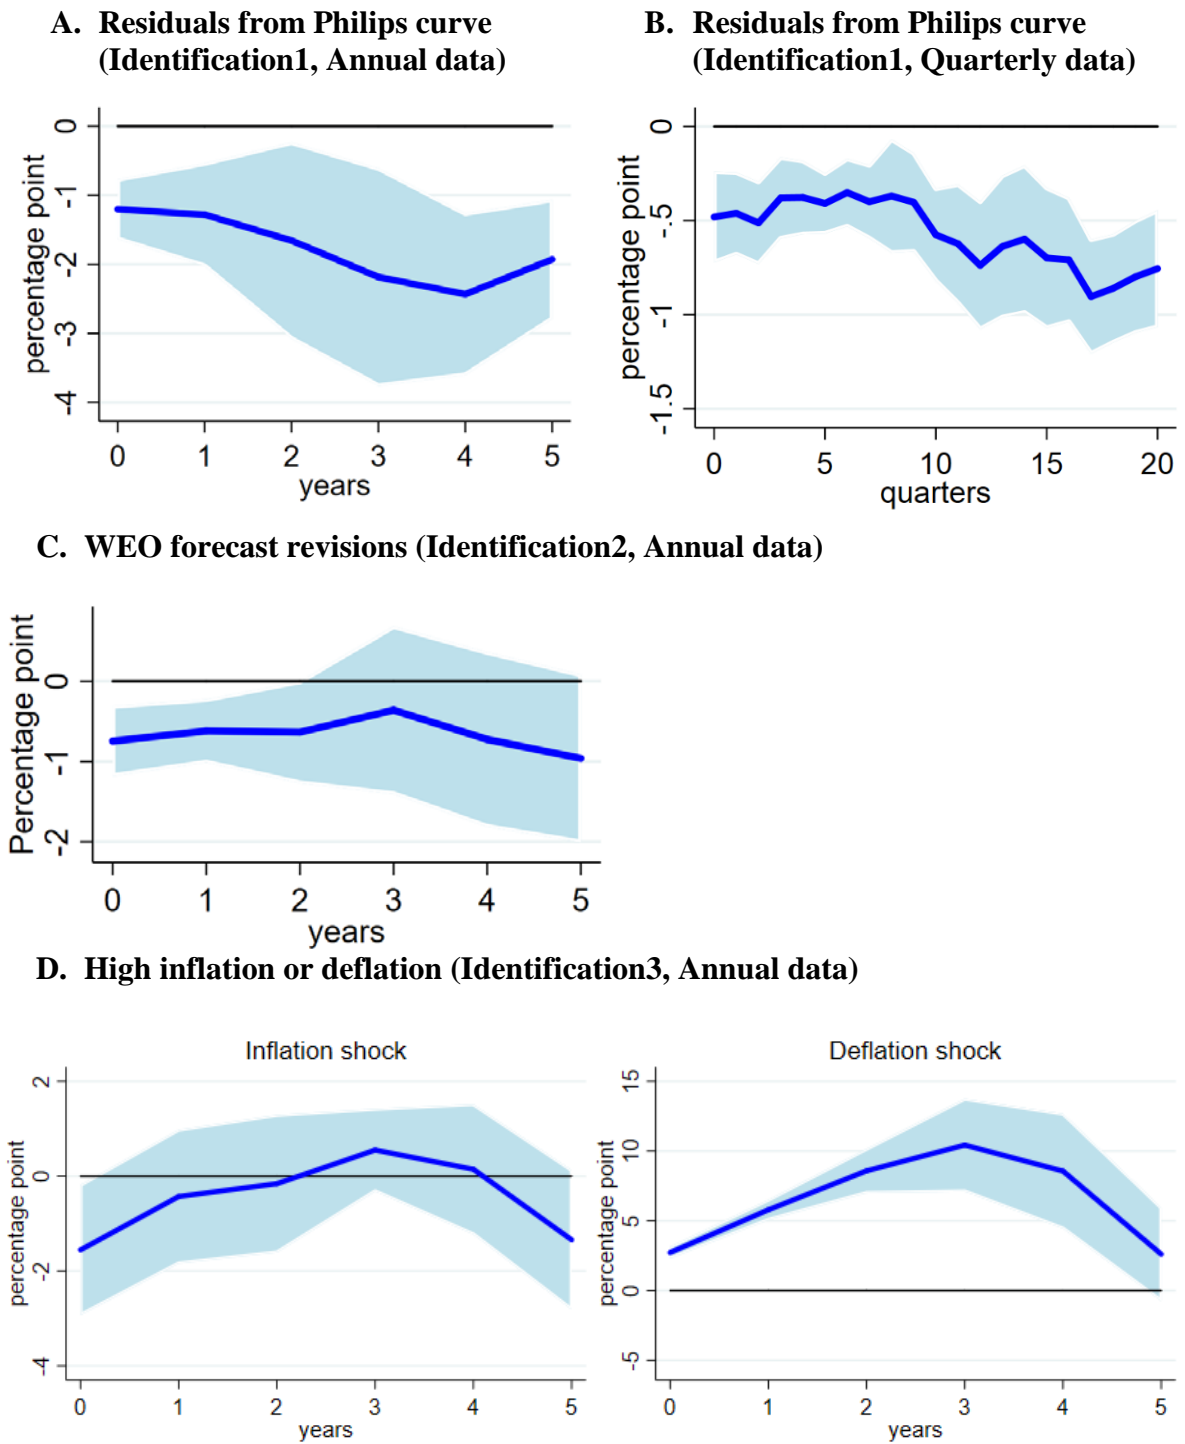 A. Residuals from Philips curve
(Identification1, Annual data)
B. Residuals from Philips curve
(Identification1, Quarterly data)
percentage point
0
-1
-2
-3
-4
0 1 2 3 4 5
years
percentage point
0
-.5
-1
-1.5
0 5 10 15 20
quarters
C. WEO forecast revisions (Identification2, Annual data)
Percentage point
0
-1
-2
0 1 2 3 4 5
years
D. High inflation or deflation (Identification3, Annual data)
Inflation shock
percentage point
2
0
-2
-4
0 1 2 3 4 5
years
Deflation shock
percentage point
15
10
5
0
-5
0 1 2 3 4 5
years